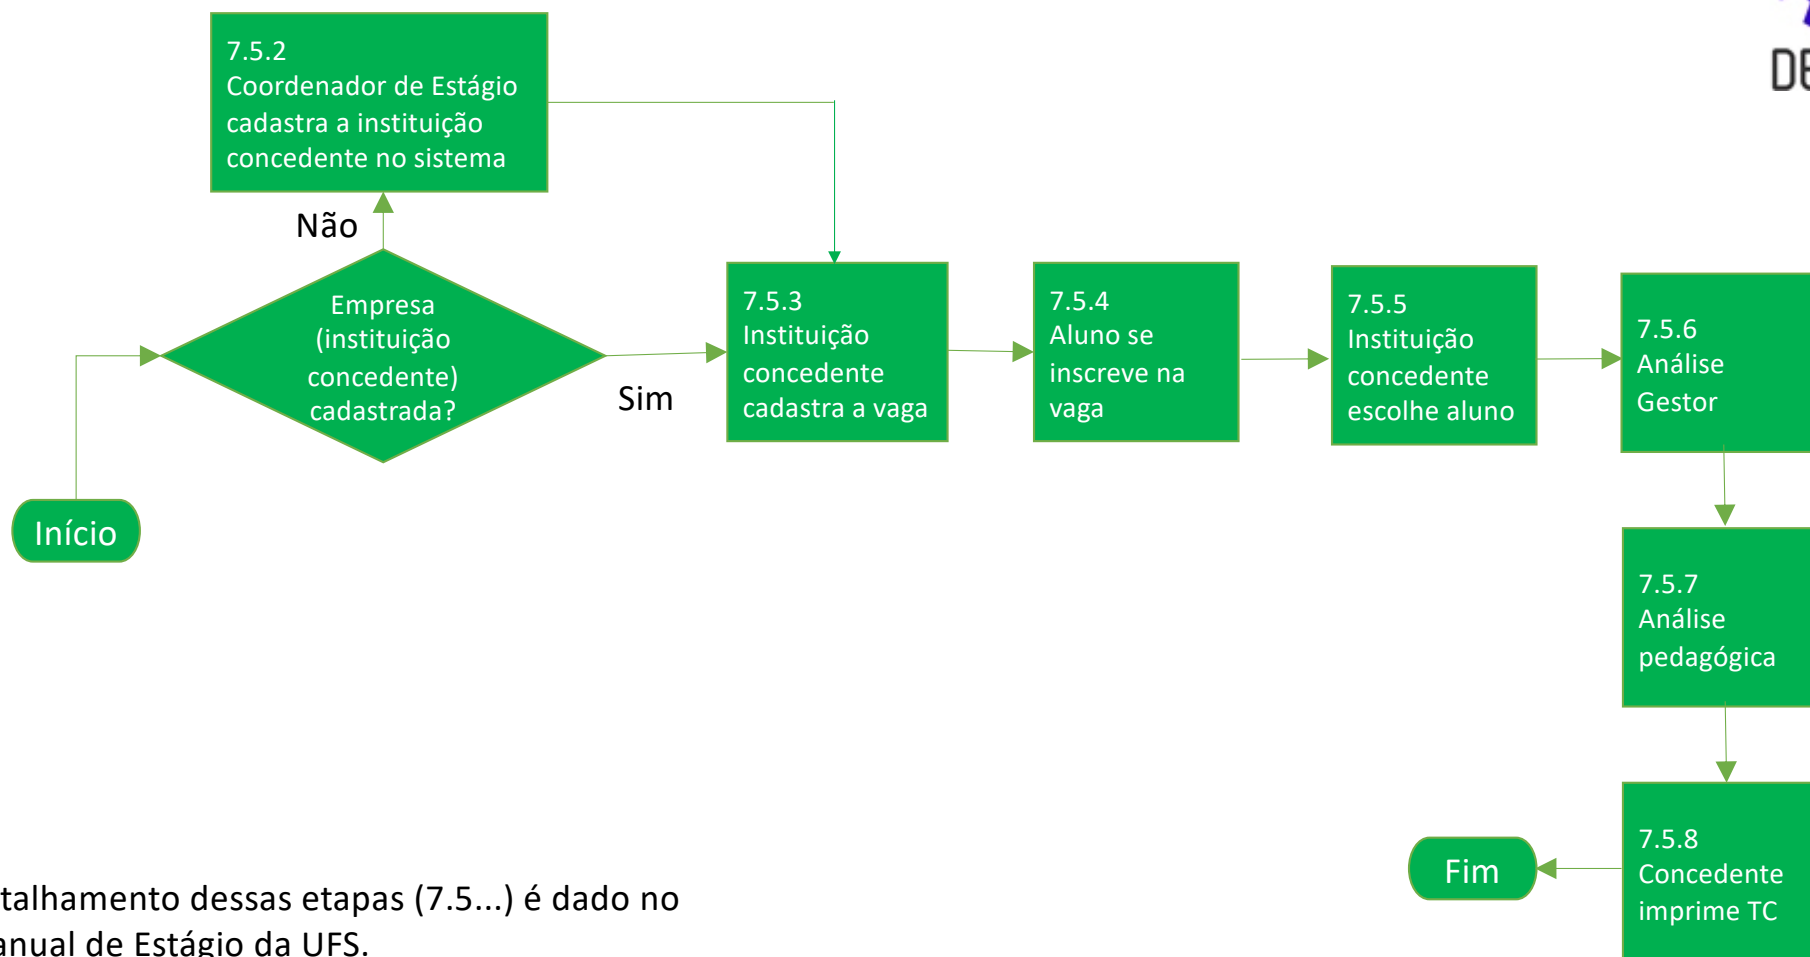 7.5.2
Coordenador de Estágio
cadastra a instituição
concedente no sistema
Não
Empresa
(instituição
concedente)
cadastrada?
Sim
7.5.3
Instituição
concedente
cadastra a vaga
7.5.4
Aluno se
inscreve na
vaga
7.5.5
Instituição
concedente
escolhe aluno
7.5.6
Análise
Gestor
Início
7.5.7
Análise
pedagógica
7.5.8
Concedente
imprime TC
Fim
talhamento dessas etapas (7.5...) é dado no
anual de Estágio da UFS.